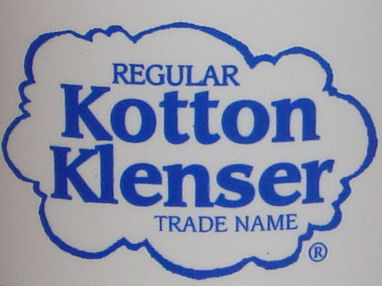 REGULAR
Kotton
Klenser
TRADE NAME
®